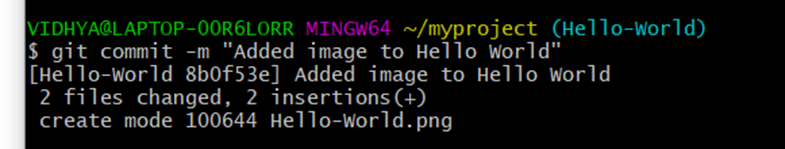 VIDHYA@LAPTOP-OOR6LORR MINGW64 ~/myproject (Hello-World)
$ git commit -m "Added image to Hello World"
[Hello-World 8b0f53e] Added image to Hello World
 2 files changed, 2 insertions(+)
 create mode 100644 Hello-World.png